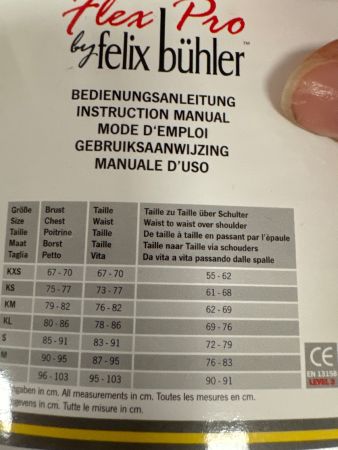 Flex Pro
by felix bühler™
BEDIENUNGSANLEITUNG
INSTRUCTION MANUAL
MODE D'EMPLOI
GEBRUIKSAANWIJZING
MANUALE D'USO
Größe Brust Taille Taille zu Taille über Schulter
Size Chest Waist Waist to waist over shoulder
Taille Poitrine Taille De taille à taille en passant par l'èpaule
Maat Borst Taille Taille naar Taille via schouders
Taglia Petto Vita Da vita a vita passando dalle spalle
KXS 67 - 70 67 - 70 55 - 62
KS 75 - 77 73 - 77 61 - 68
KM 79 - 82 76 - 82 62 - 69
KL 80 - 86 78 - 86 69 - 76
S 85 - 91 83 - 91 72 - 79
M 90 - 95 87 - 95 76 - 83
96 - 103 95 - 103 90 - 91
CE
EN 13158
LEVEL 3
in cm. All measurements in cm. Toutes les mesures en cm.
in cm. Tutte le misure in cm.